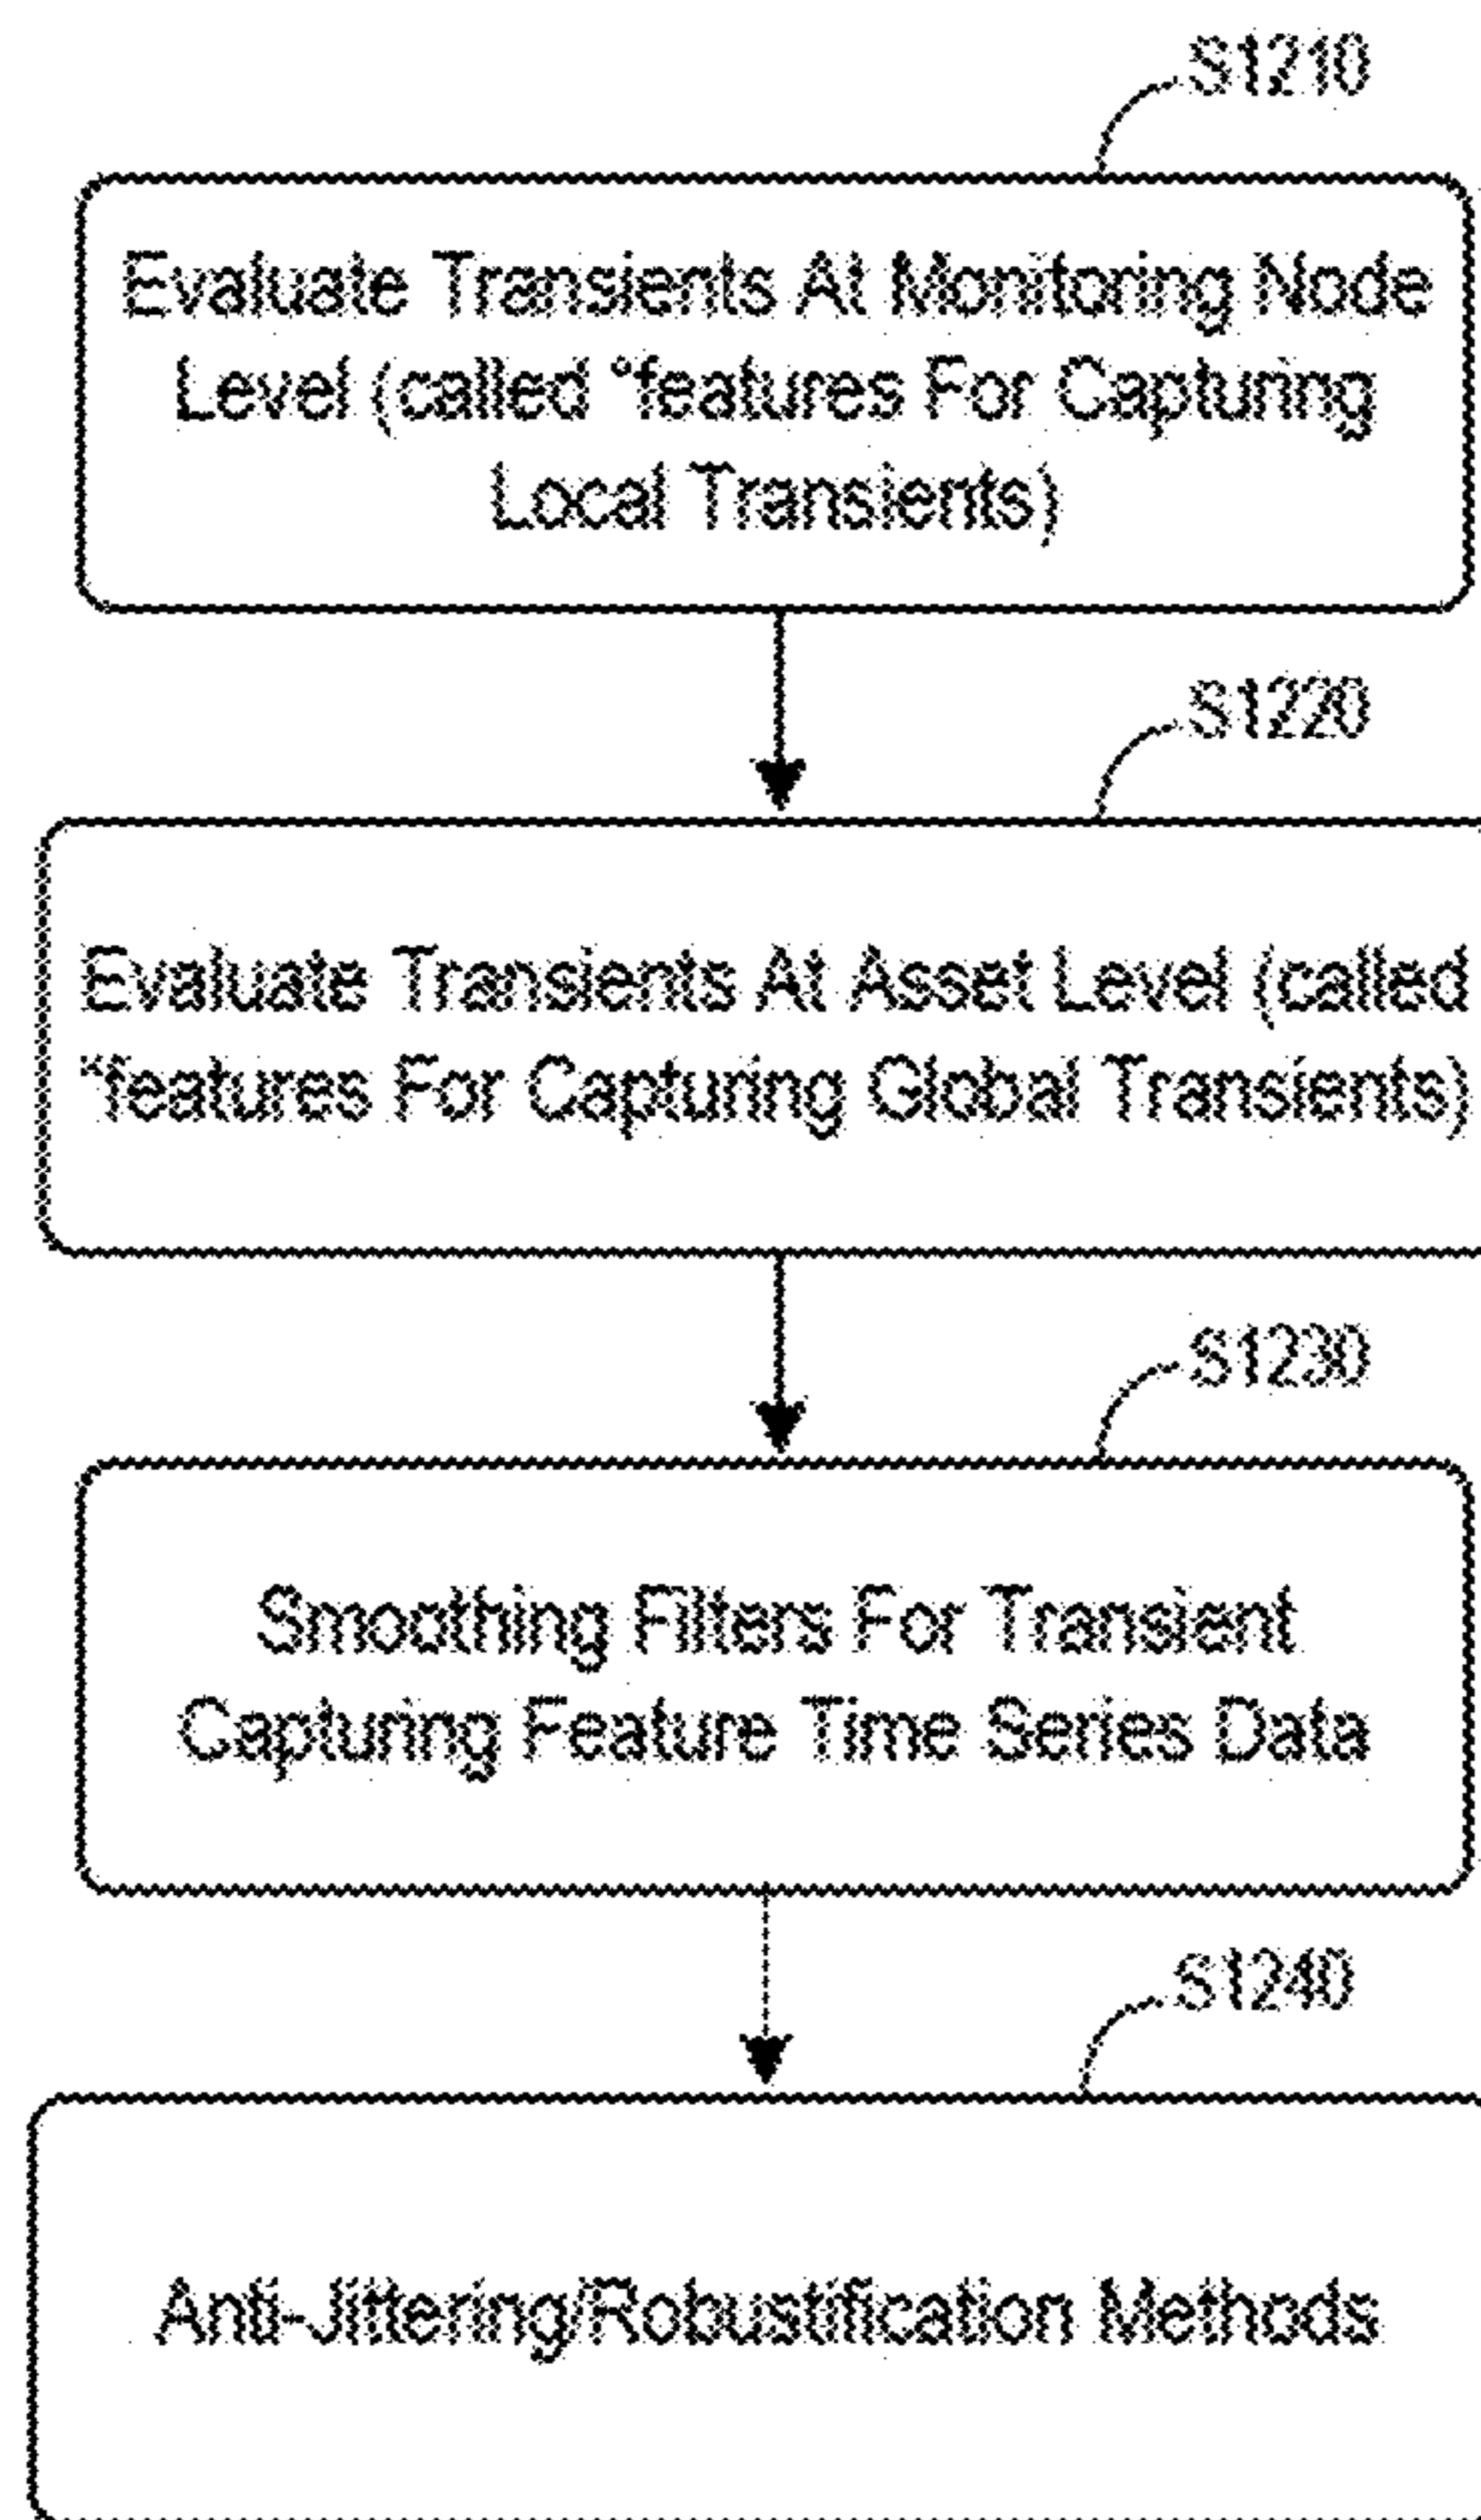 S1210
Evaluate Transients At Monitoring Node
Level (called "features For Capturing
Local Transients)
S1220
Evaluate Transients At Asset Level (called
"features For Capturing Global Transients)
S1230
Smoothing Filters For Transient
Capturing Feature Time Series Data
S1240
Anti-Jittering/Robustification Methods